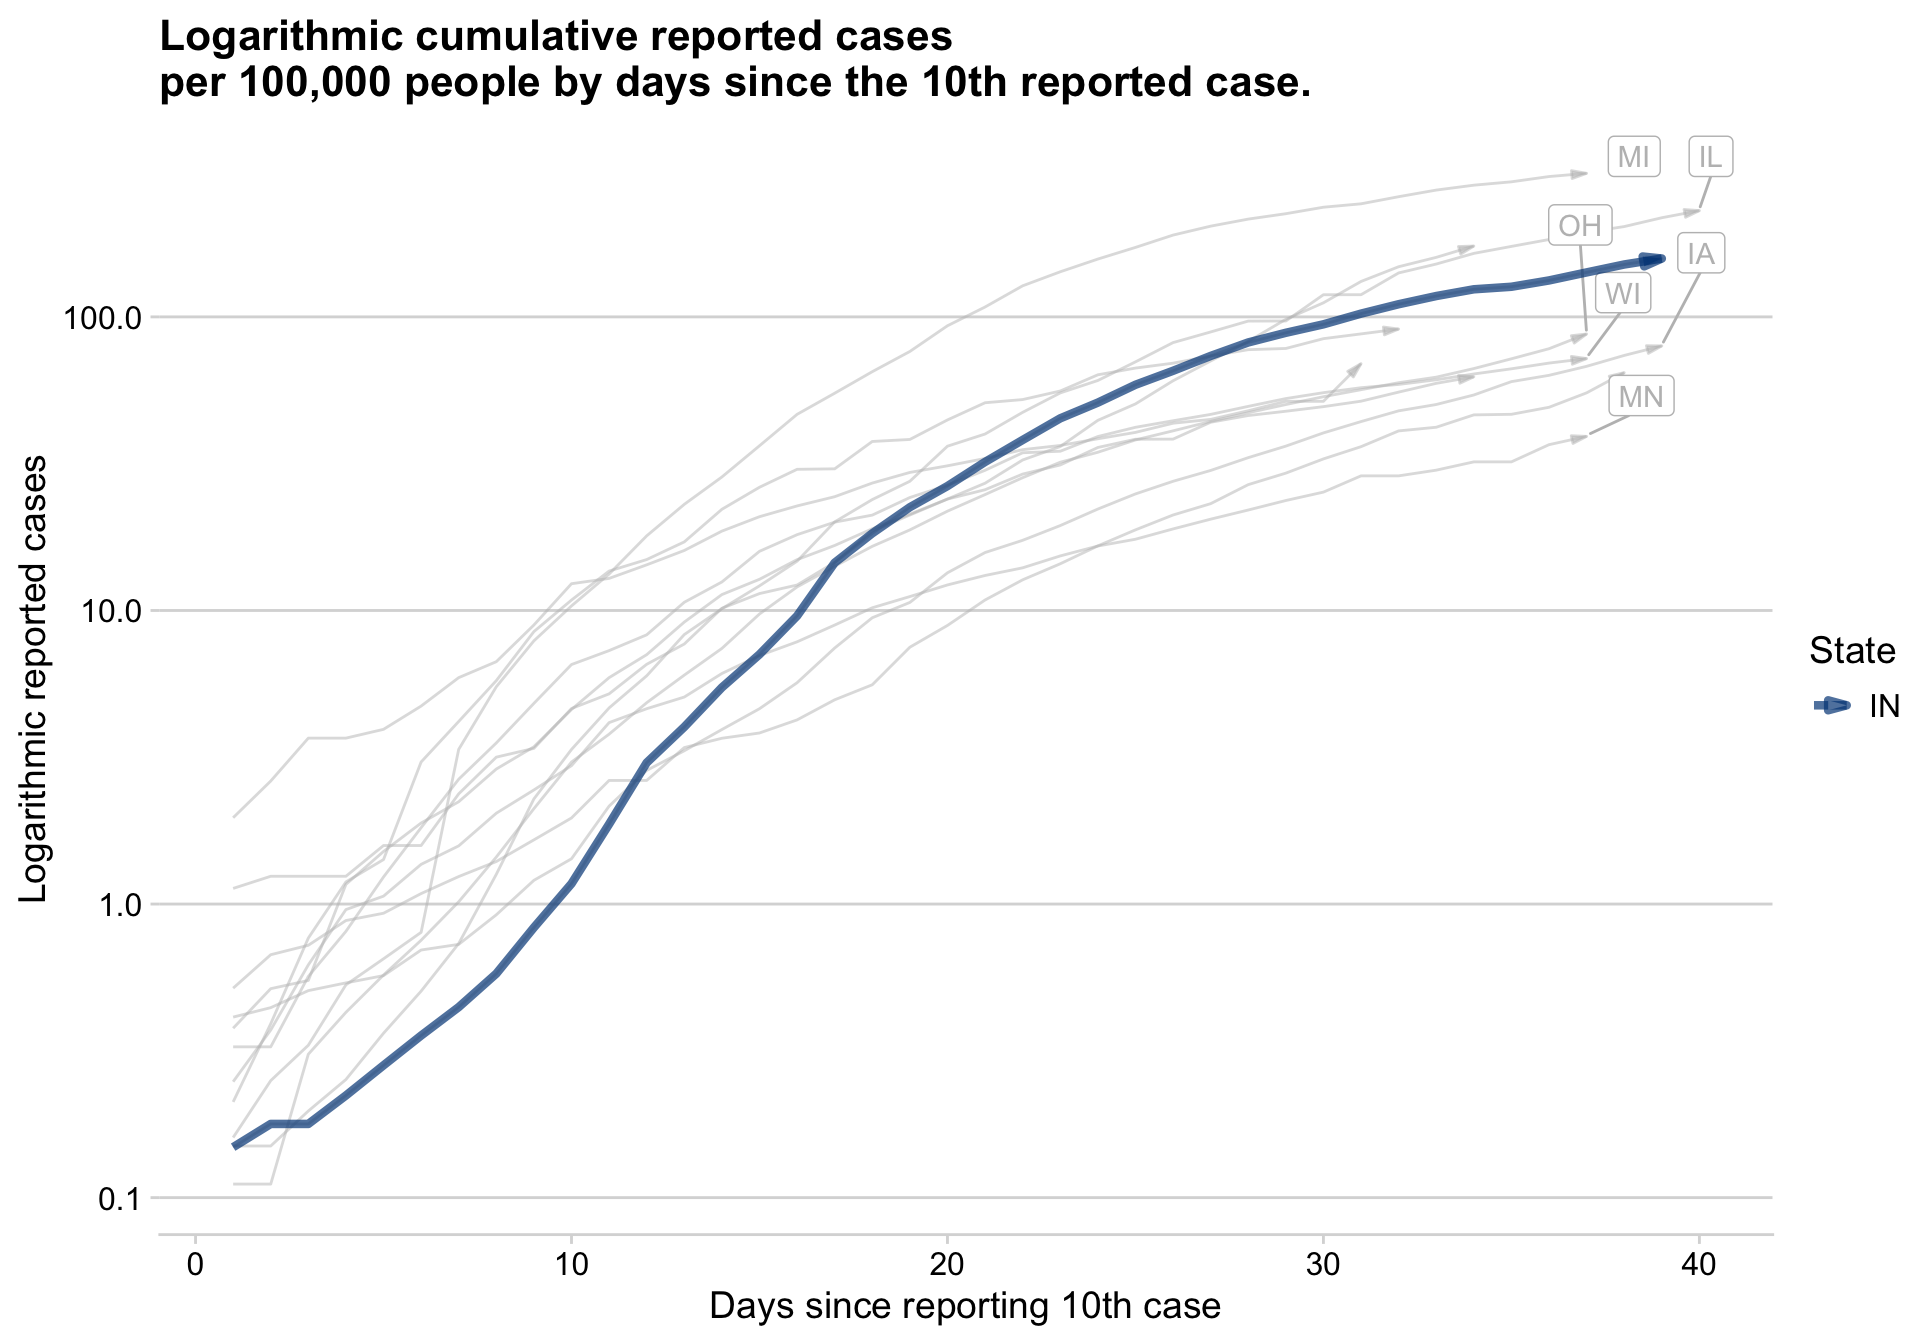 Logarithmic cumulative reported cases
per 100,000 people by days since the 10th reported case.
MI
IL
OH
IA
WI
MN
100.0
10.0
1.0
0.1
Logarithmic reported cases
State
IN
0
10
20
30
40
Days since reporting 10th case